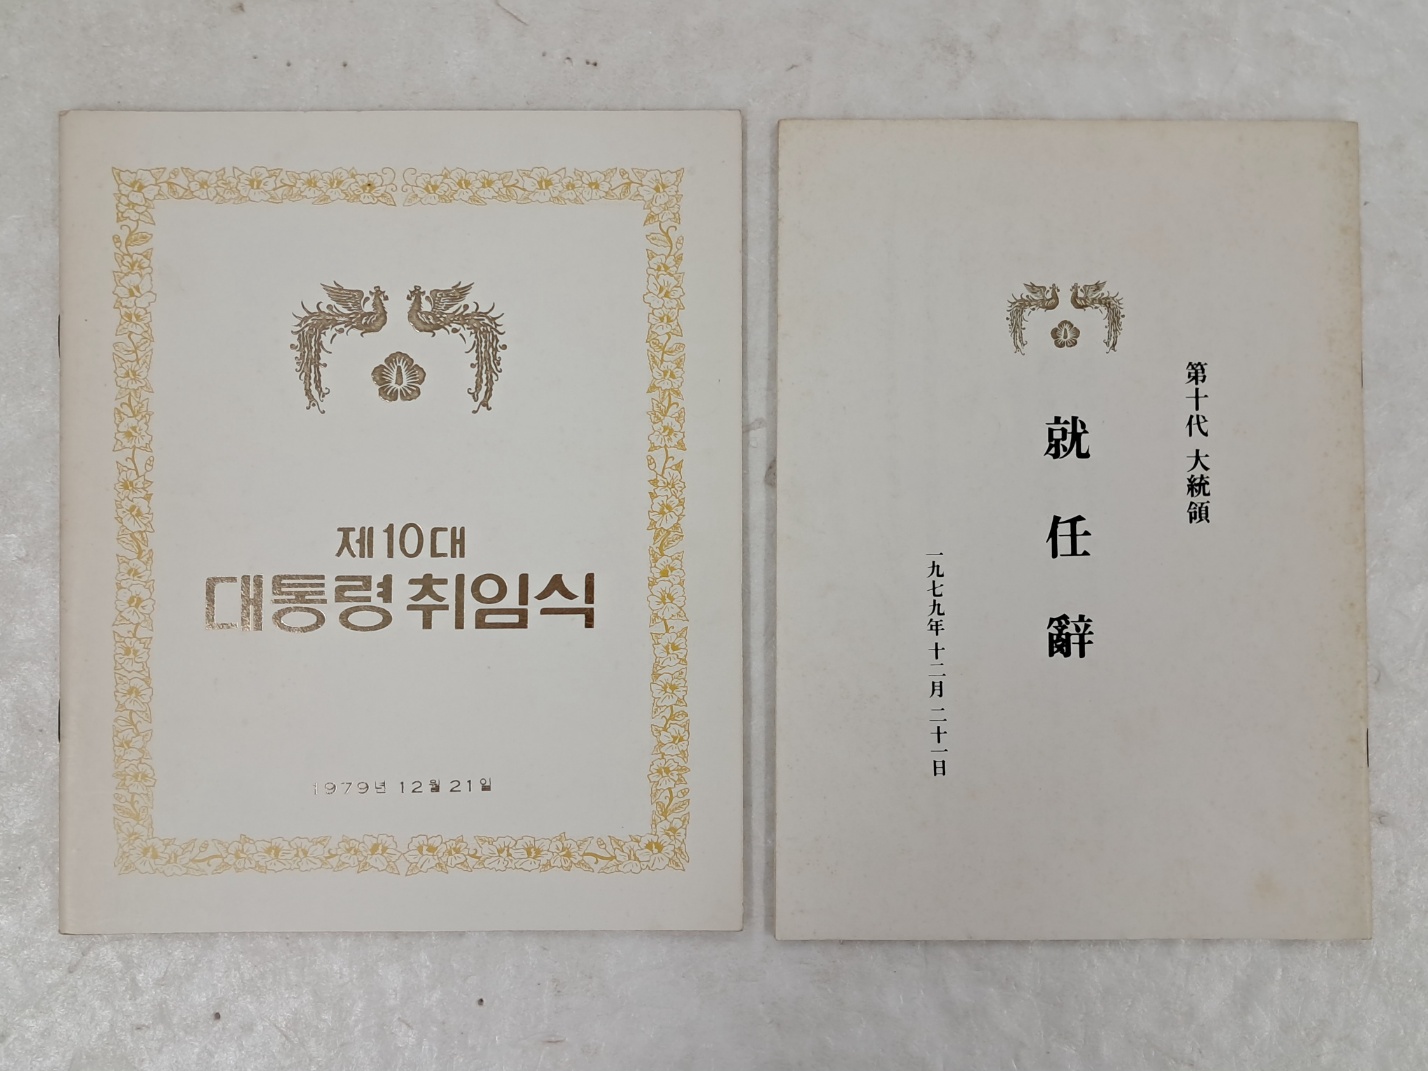 제10대
대통령 취임식
1979년 12월 21일
第十代 大統領
就任辭
一九七九年 十二月 二十一日